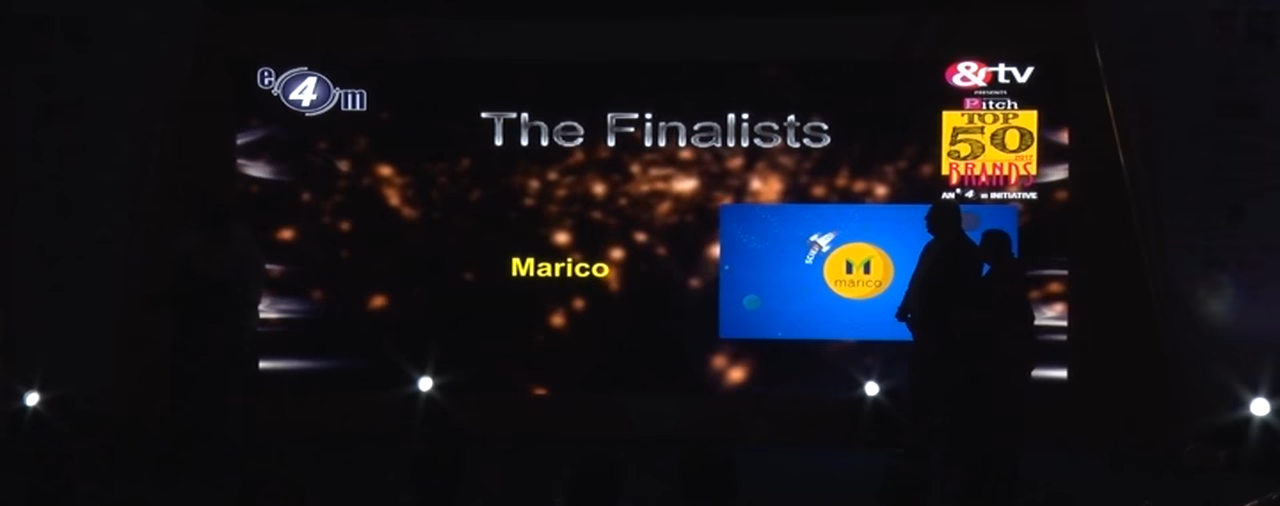 e4m
The Finalists
&tv
PRESENTS
Pitch
TOP
50
2017
BRANDS
AN e4m INITIATIVE
Marico
marico